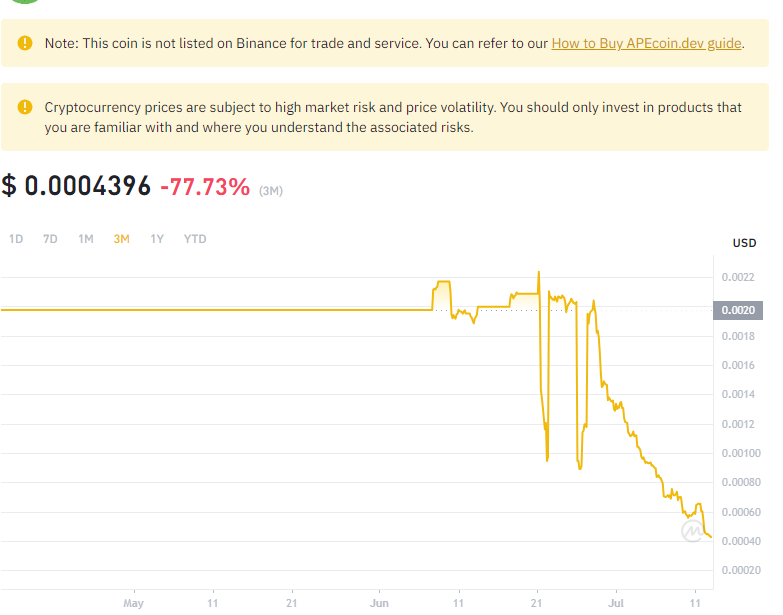 Note: This coin is not listed on Binance for trade and service. You can refer to our How to Buy APEcoin.dev guide.
Cryptocurrency prices are subject to high market risk and price volatility. You should only invest in products that
you are familiar with and where you understand the associated risks.
$ 0.0004396 -77.73% (3M)
1D 7D 1M 3M 1Y YTD
USD
0.0022
0.0020
0.0018
0.0016
0.0014
0.0012
0.00100
0.00080
0.00060
0.00040
0.00020
May 11 21 Jun 11 21 Jul 11